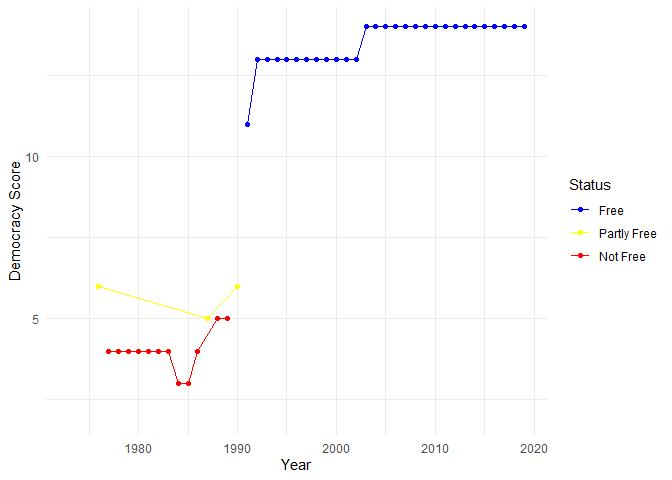 Democracy Score
10
5
1980
1990
2000
2010
2020
Year
Status
Free
Partly Free
Not Free